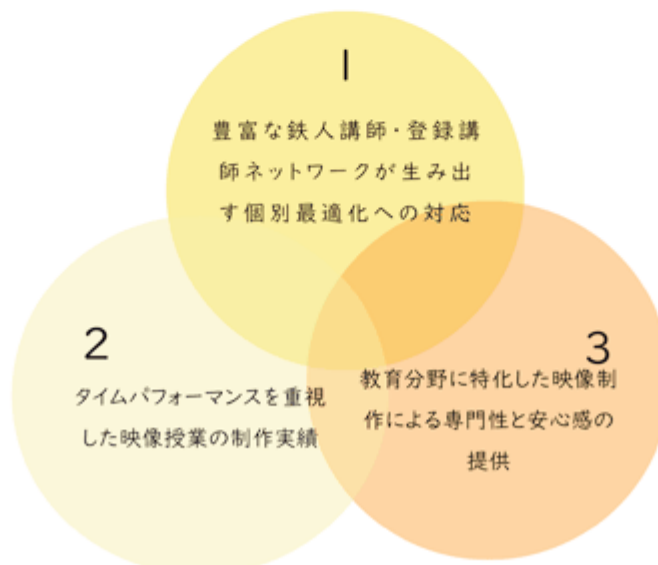 1
豊富な鉄人講師・登録講
師ネットワークが生み出
す個別最適化への対応
2
タイムパフォーマンスを重視
した映像授業の制作実績
3
教育分野に特化した映像制
作による専門性と安心感の
提供